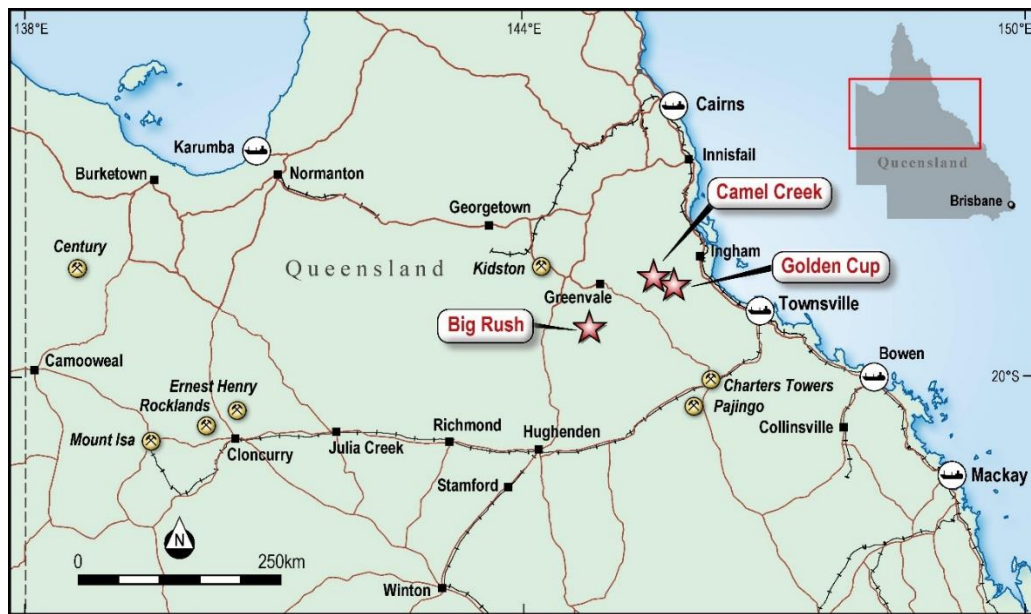 138°E
144°E
150°E
Cairns
Karumba
Innisfail
Burketown
Normanton
Camel Creek
Queensland
Brisbane
Georgetown
Century
Ingham
Queensland
Kidston
Golden Cup
Greenvale
Townsville
Big Rush
Camooweal
Bowen
20°S
Ernest Henry
Charters Towers
Rocklands
Pajingo
Mount Isa
Richmond
Hughenden
Collinsville
Cloncurry
Julia Creek
Stamford
Mackay
N
0
250km
Winton